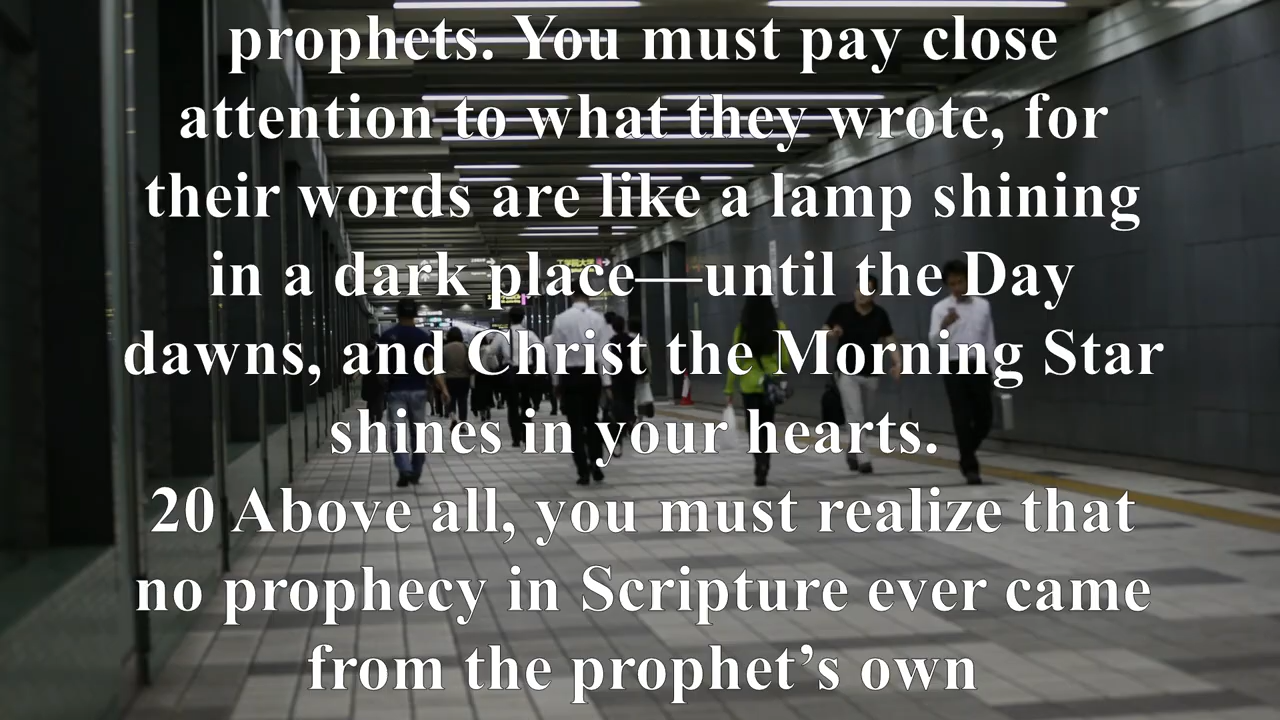 prophets. You must pay close
attention to what they wrote, for
their words are like a lamp shining
in a dark place—until the Day
dawns, and Christ the Morning Star
shines in your hearts.
20 Above all, you must realize that
no prophecy in Scripture ever came
from the prophet’s own